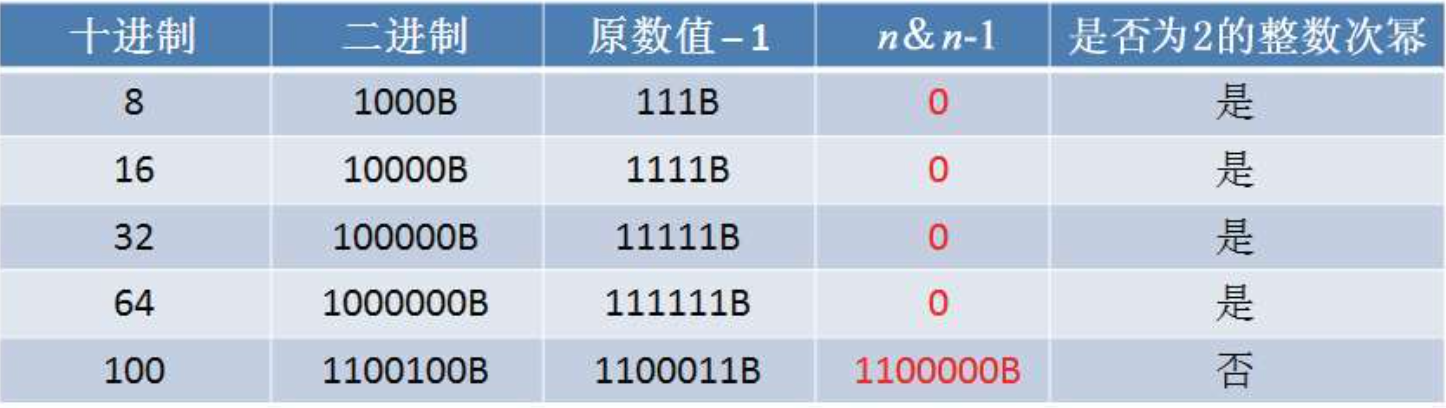 十进制 二进制 原数值-1 n&n-1 是否为2的整数次幂
8 1000B 111B 0 是
16 10000B 1111B 0 是
32 100000B 11111B 0 是
64 1000000B 111111B 0 是
100 1100100B 1100011B 1100000B 否